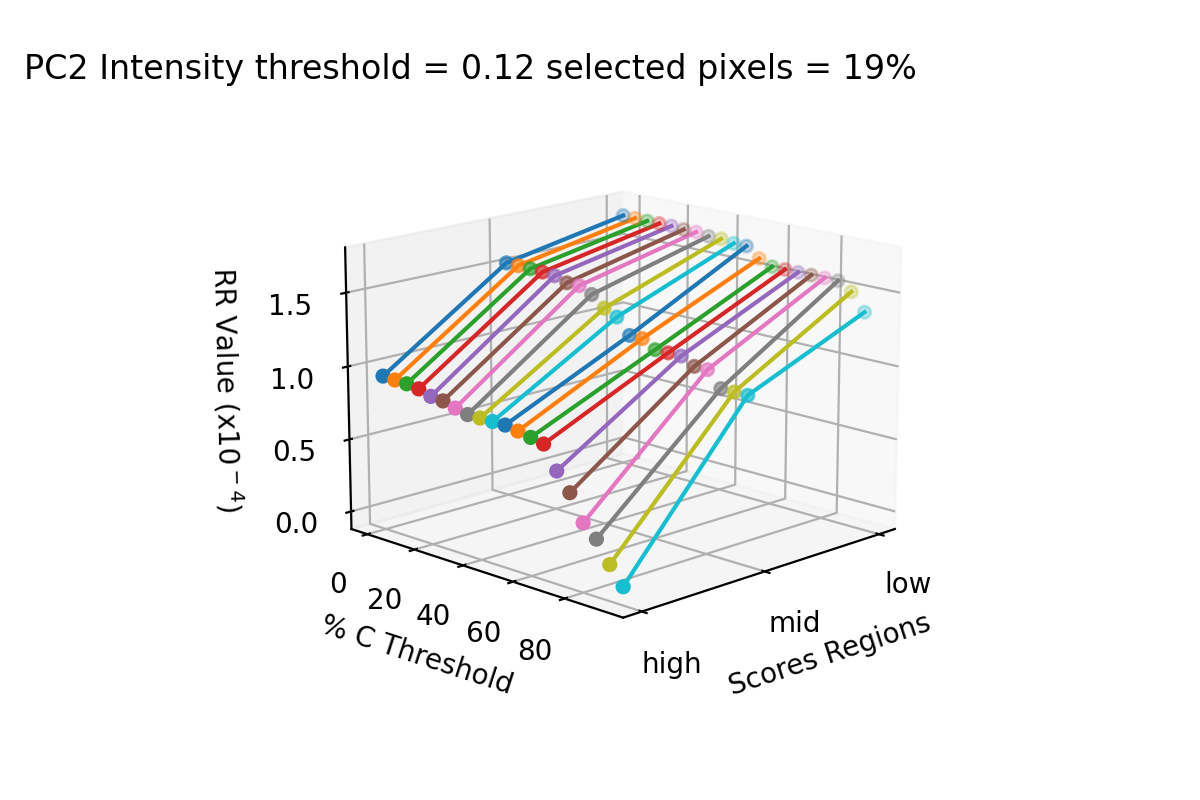 PC2 Intensity threshold = 0.12 selected pixels = 19%
RR Value (x10⁻⁴)
1.5
1.0
0.5
0.0
0
20
40
60
80
% C Threshold
high
mid
low
Scores Regions